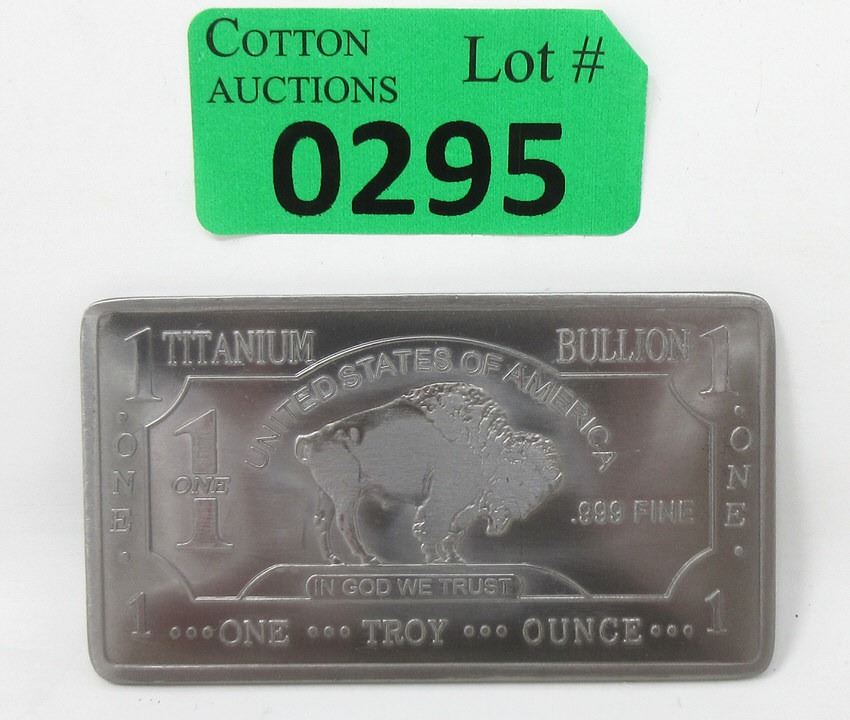 COTTON
AUCTIONS
Lot #
0295
1 TITANIUM BULLION 1
UNITED STATES OF AMERICA
· ONE ·
1
ONE
.999 FINE
· ONE ·
IN GOD WE TRUST
1 ••• ONE ••• TROY ••• OUNCE ••• 1